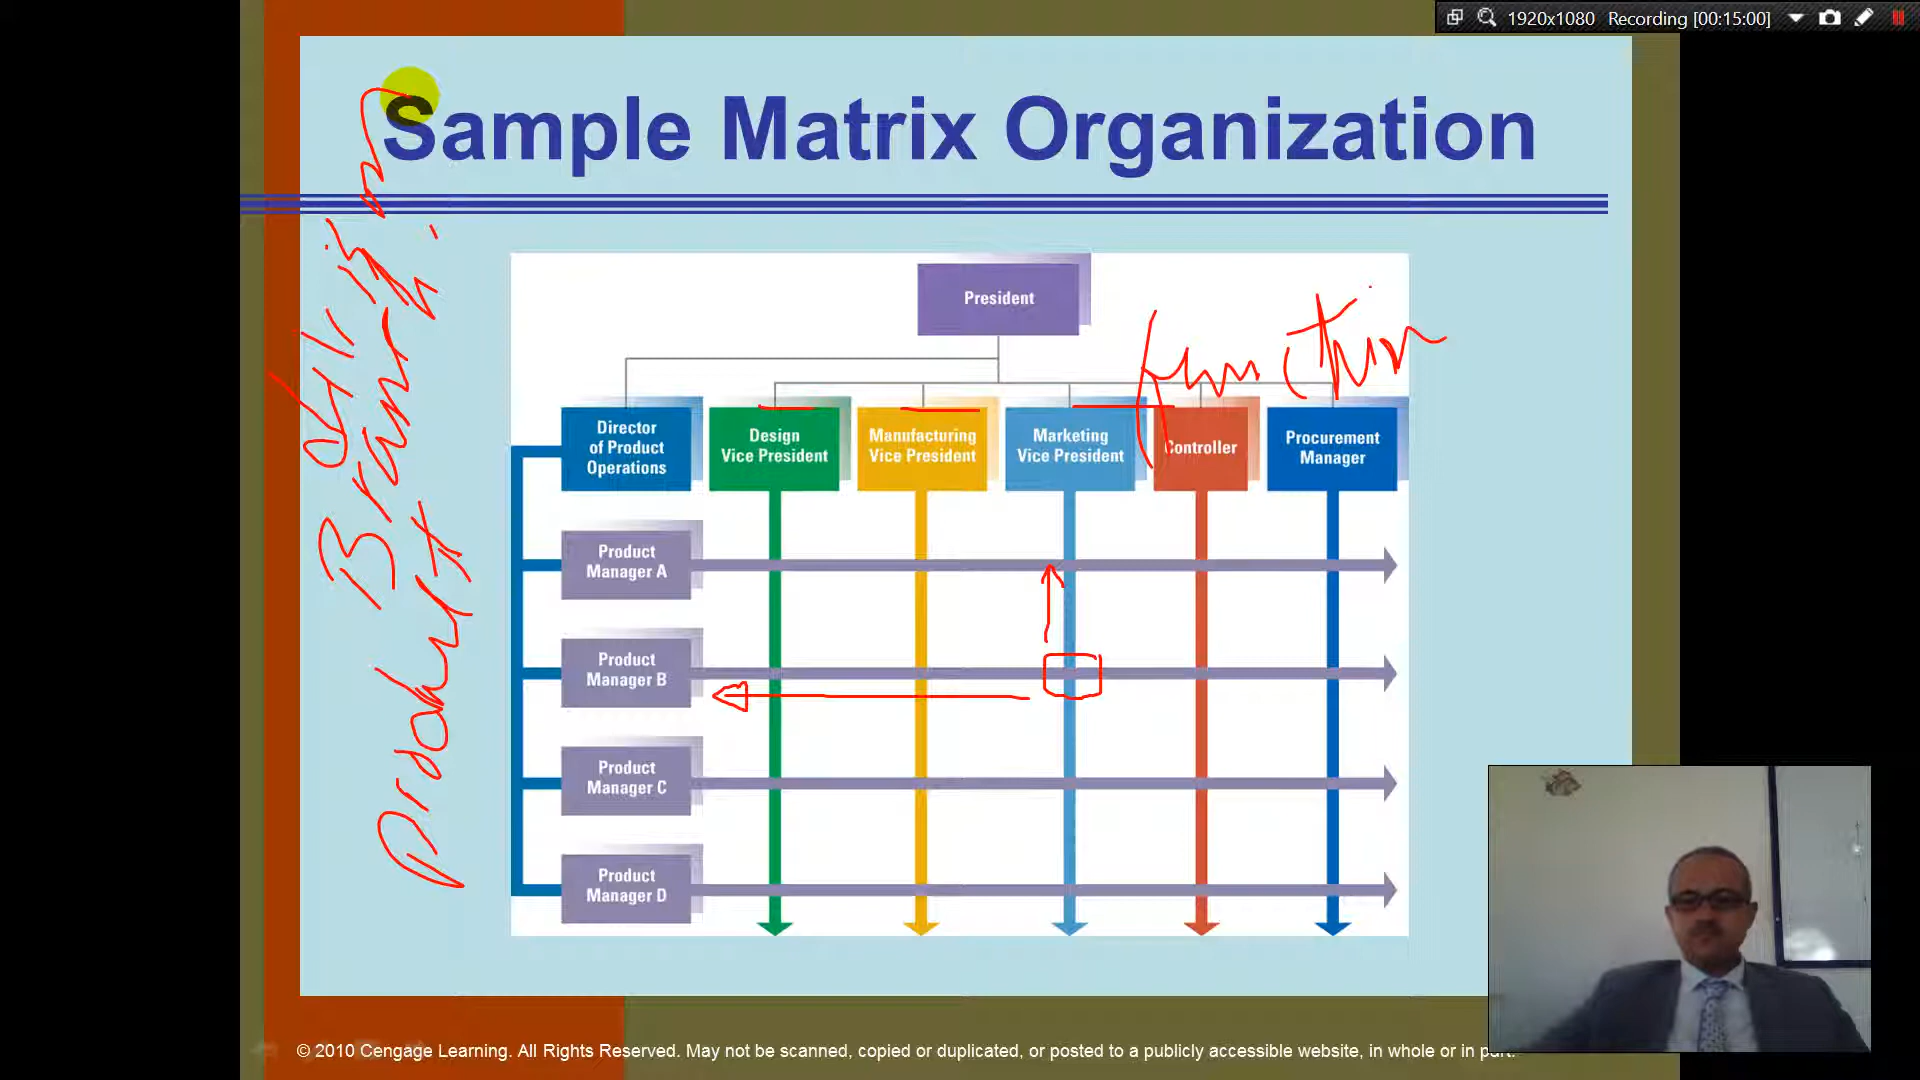 1920x1080 Recording [00:15:00]
Sample Matrix Organization
President
function
Director
of Product
Operations
Design
Vice President
Manufacturing
Vice President
Marketing
Vice President
Controller
Procurement
Manager
Product
Manager A
Product
Manager B
Product
Manager C
Product
Manager D
Division
Branch
product
© 2010 Cengage Learning. All Rights Reserved. May not be scanned, copied or duplicated, or posted to a publicly accessible website, in whole or in part.